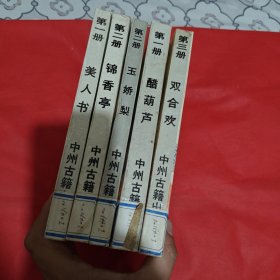 第一册
美人书
中州古籍
第二册
锦香亭
中州古籍
第二册
玉娇梨
中州古籍
第一册
醋葫芦
中州古籍
第三册
双合欢
中州古籍出